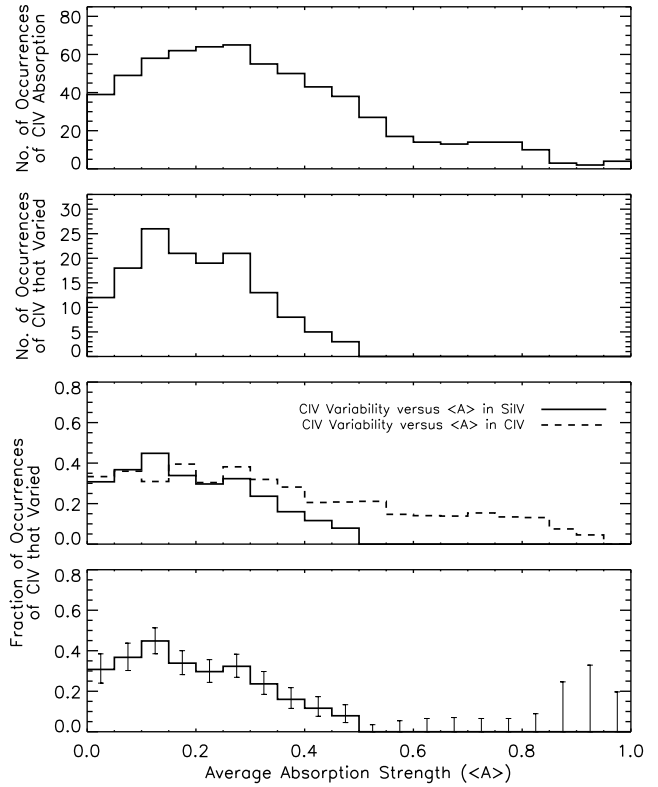 80
60
40
20
0
No. of Occurrences
of CIV Absorption
30
25
20
15
10
5
0
No. of Occurrences
of CIV that Varied
0.8
0.6
0.4
0.2
0.0
CIV Variability versus <A> in SiIV
CIV Variability versus <A> in CIV
Fraction of Occurrences
of CIV that Varied
0.8
0.6
0.4
0.2
0.0
0.0 0.2 0.4 0.6 0.8 1.0
Average Absorption Strength (<A>)